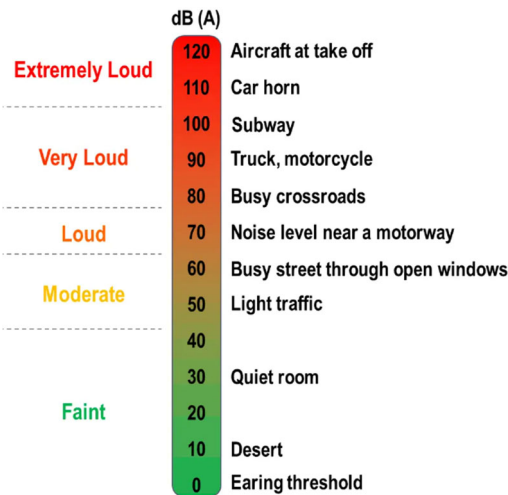 dB (A)
120 Aircraft at take off
Extremely Loud
110 Car horn
100 Subway
Very Loud
90 Truck, motorcycle
80 Busy crossroads
Loud
70 Noise level near a motorway
60 Busy street through open windows
Moderate
50 Light traffic
40
30 Quiet room
Faint
20
10 Desert
0 Earing threshold